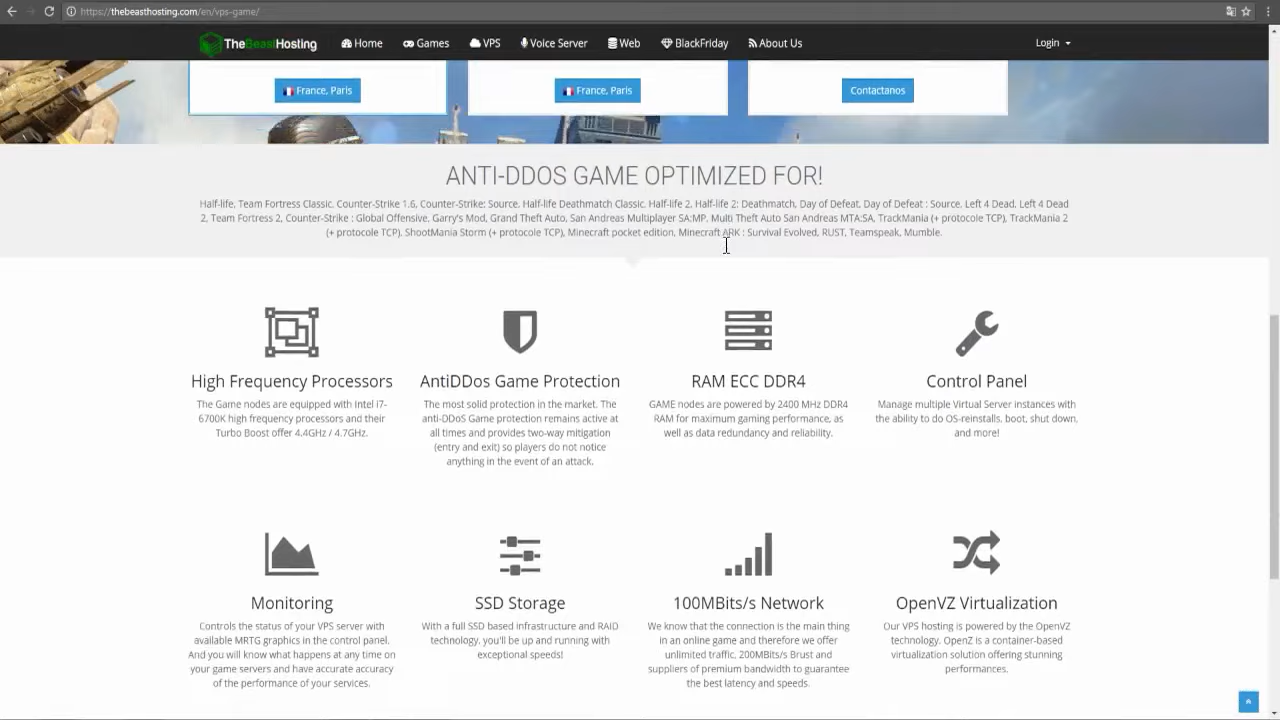 https://thebeasthosting.com/en/vps-game/
TheBeastHosting Home Games VPS Voice Server Web BlackFriday About Us Login
France, Paris France, Paris Contactanos
ANTI-DDOS GAME OPTIMIZED FOR!
Half-life, Team Fortress Classic, Counter-Strike 1.6, Counter-Strike: Source, Half-life Deathmatch Classic, Half-life 2, Half-life 2: Deathmatch, Day of Defeat, Day of Defeat : Source, Left 4 Dead, Left 4 Dead
2, Team Fortress 2, Counter-Strike : Global Offensive, Garry's Mod, Grand Theft Auto, San Andreas Multiplayer SA:MP, Multi Theft Auto San Andreas MTA:SA, TrackMania (+ protocole TCP), TrackMania 2
(+ protocole TCP), ShootMania Storm (+ protocole TCP), Minecraft pocket edition, Minecraft ARK : Survival Evolved, RUST, Teamspeak, Mumble.
High Frequency Processors
The Game nodes are equipped with Intel I7-
6700K high frequency processors and their
Turbo Boost offer 4.4GHz / 4.7GHz.
AntiDDos Game Protection
The most solid protection in the market. The
anti-DDoS Game protection remains active at
all times and provides two-way mitigation
(entry and exit) so players do not notice
anything in the event of an attack.
RAM ECC DDR4
GAME nodes are powered by 2400 MHz DDR4
RAM for maximum gaming performance, as
well as data redundancy and reliability.
Control Panel
Manage multiple Virtual Server instances with
the ability to do OS-reinstalls, boot, shut down,
and more!
Monitoring
Controls the status of your VPS server with
available MRTG graphics in the control panel.
And you will know what happens at any time on
your game servers and have accurate accuracy
of the performance of your services.
SSD Storage
With a full SSD based infrastructure and RAID
technology, you'll be up and running with
exceptional speeds!
100MBits/s Network
We know that the connection is the main thing
in an online game and therefore we offer
unlimited traffic, 200MBits/s Brust and
suppliers of premium bandwidth to guarantee
the best latency and speeds.
OpenVZ Virtualization
Our VPS hosting is powered by the OpenVZ
technology. OpenZ is a container-based
virtualization solution offering stunning
performances.